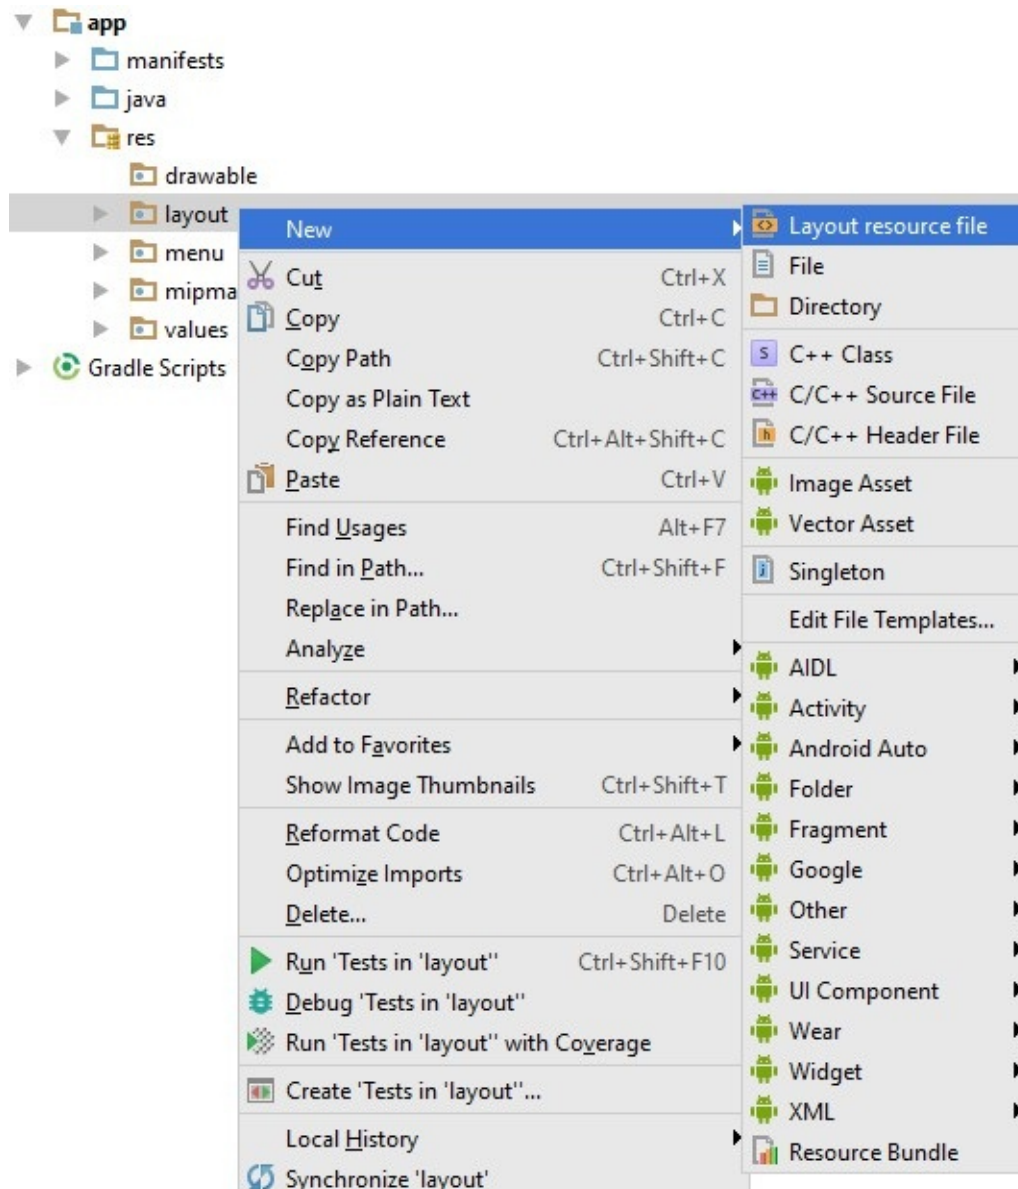 app
manifests
java
res
drawable
layout
menu
mipma
values
Gradle Scripts
New
Cut Ctrl+X
Copy Ctrl+C
Copy Path Ctrl+Shift+C
Copy as Plain Text
Copy Reference Ctrl+Alt+Shift+C
Paste Ctrl+V
Find Usages Alt+F7
Find in Path... Ctrl+Shift+F
Replace in Path...
Analyze
Refactor
Add to Favorites
Show Image Thumbnails Ctrl+Shift+T
Reformat Code Ctrl+Alt+L
Optimize Imports Ctrl+Alt+O
Delete... Delete
Run 'Tests in 'layout'' Ctrl+Shift+F10
Debug 'Tests in 'layout''
Run 'Tests in 'layout'' with Coverage
Create 'Tests in 'layout''...
Local History
Synchronize 'layout'
Layout resource file
File
Directory
S C++ Class
C++ C/C++ Source File
h C/C++ Header File
Image Asset
Vector Asset
j Singleton
Edit File Templates...
AIDL
Activity
Android Auto
Folder
Fragment
Google
Other
Service
UI Component
Wear
Widget
XML
Resource Bundle